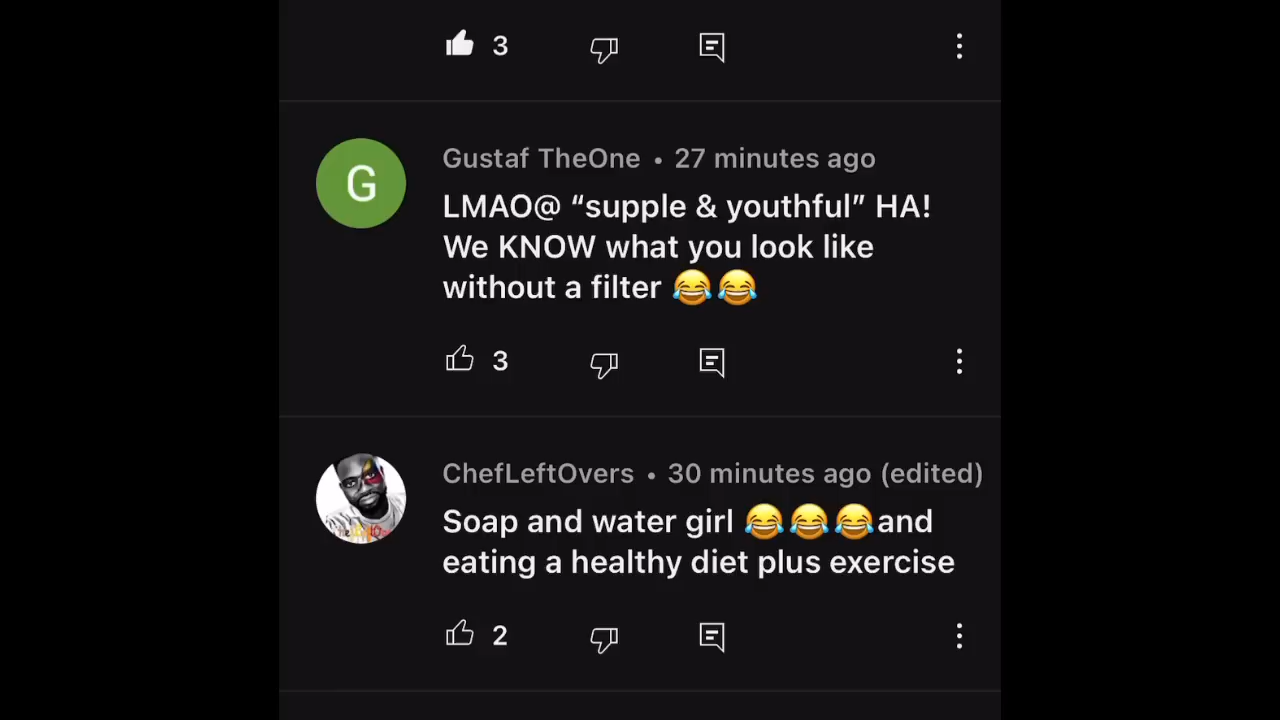 3
Gustaf TheOne • 27 minutes ago
LMAO@ “supple & youthful” HA!
We KNOW what you look like
without a filter 😂😂
3
ChefLeftOvers • 30 minutes ago (edited)
Soap and water girl 😂😂😂and
eating a healthy diet plus exercise
2